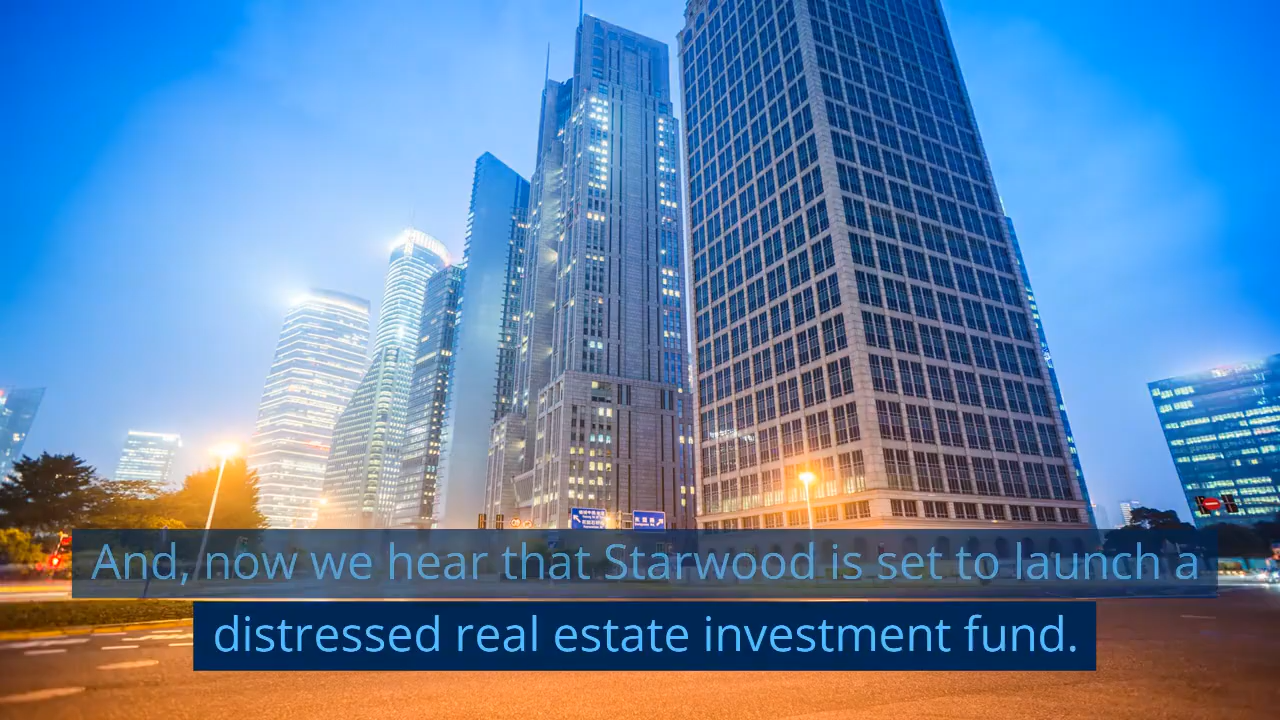 And, now we hear that Starwood is set to launch a
distressed real estate investment fund.